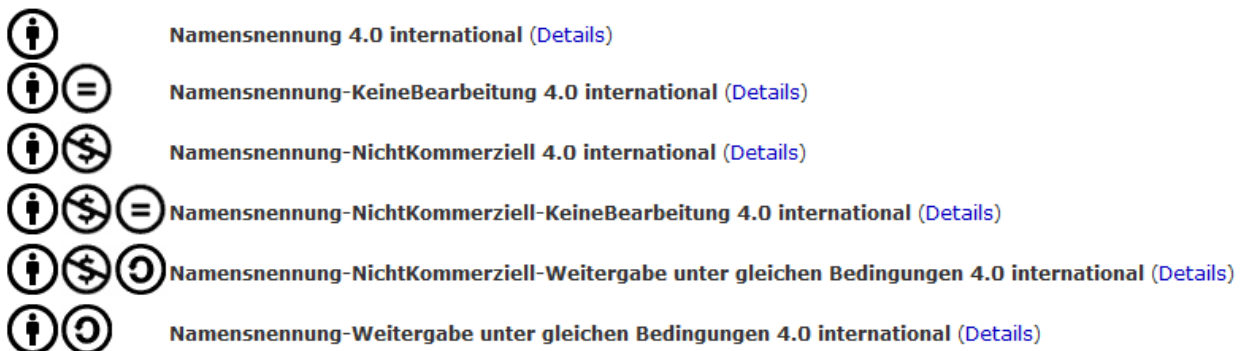 Namensnennung 4.0 international (Details)
Namensnennung-KeineBearbeitung 4.0 international (Details)
Namensnennung-NichtKommerziell 4.0 international (Details)
Namensnennung-NichtKommerziell-KeineBearbeitung 4.0 international (Details)
Namensnennung-NichtKommerziell-Weitergabe unter gleichen Bedingungen 4.0 international (Details)
Namensnennung-Weitergabe unter gleichen Bedingungen 4.0 international (Details)